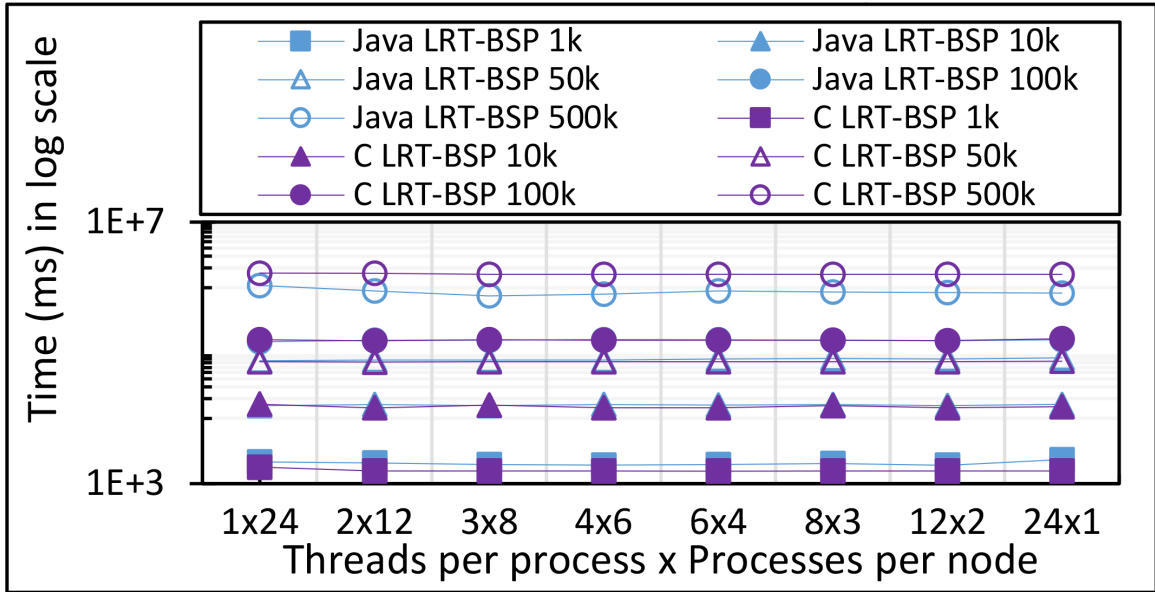 Java LRT-BSP 1k
Java LRT-BSP 10k
Java LRT-BSP 50k
Java LRT-BSP 100k
Java LRT-BSP 500k
C LRT-BSP 1k
C LRT-BSP 10k
C LRT-BSP 50k
C LRT-BSP 100k
C LRT-BSP 500k
Time (ms) in log scale
1E+7
1E+3
1x24 2x12 3x8 4x6 6x4 8x3 12x2 24x1
Threads per process x Processes per node